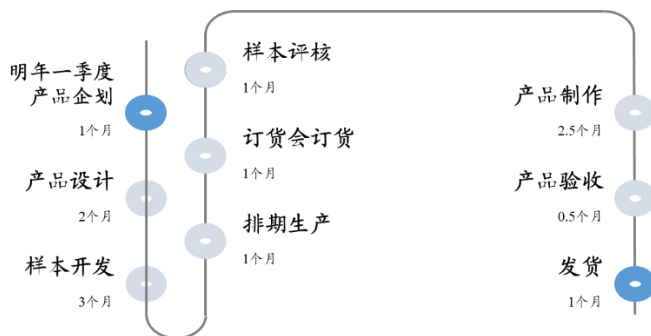 明年一季度
产品企划
1个月
产品设计
2个月
样本开发
3个月
样本评核
1个月
订货会订货
1个月
排期生产
1个月
产品制作
2.5个月
产品验收
0.5个月
发货
1个月